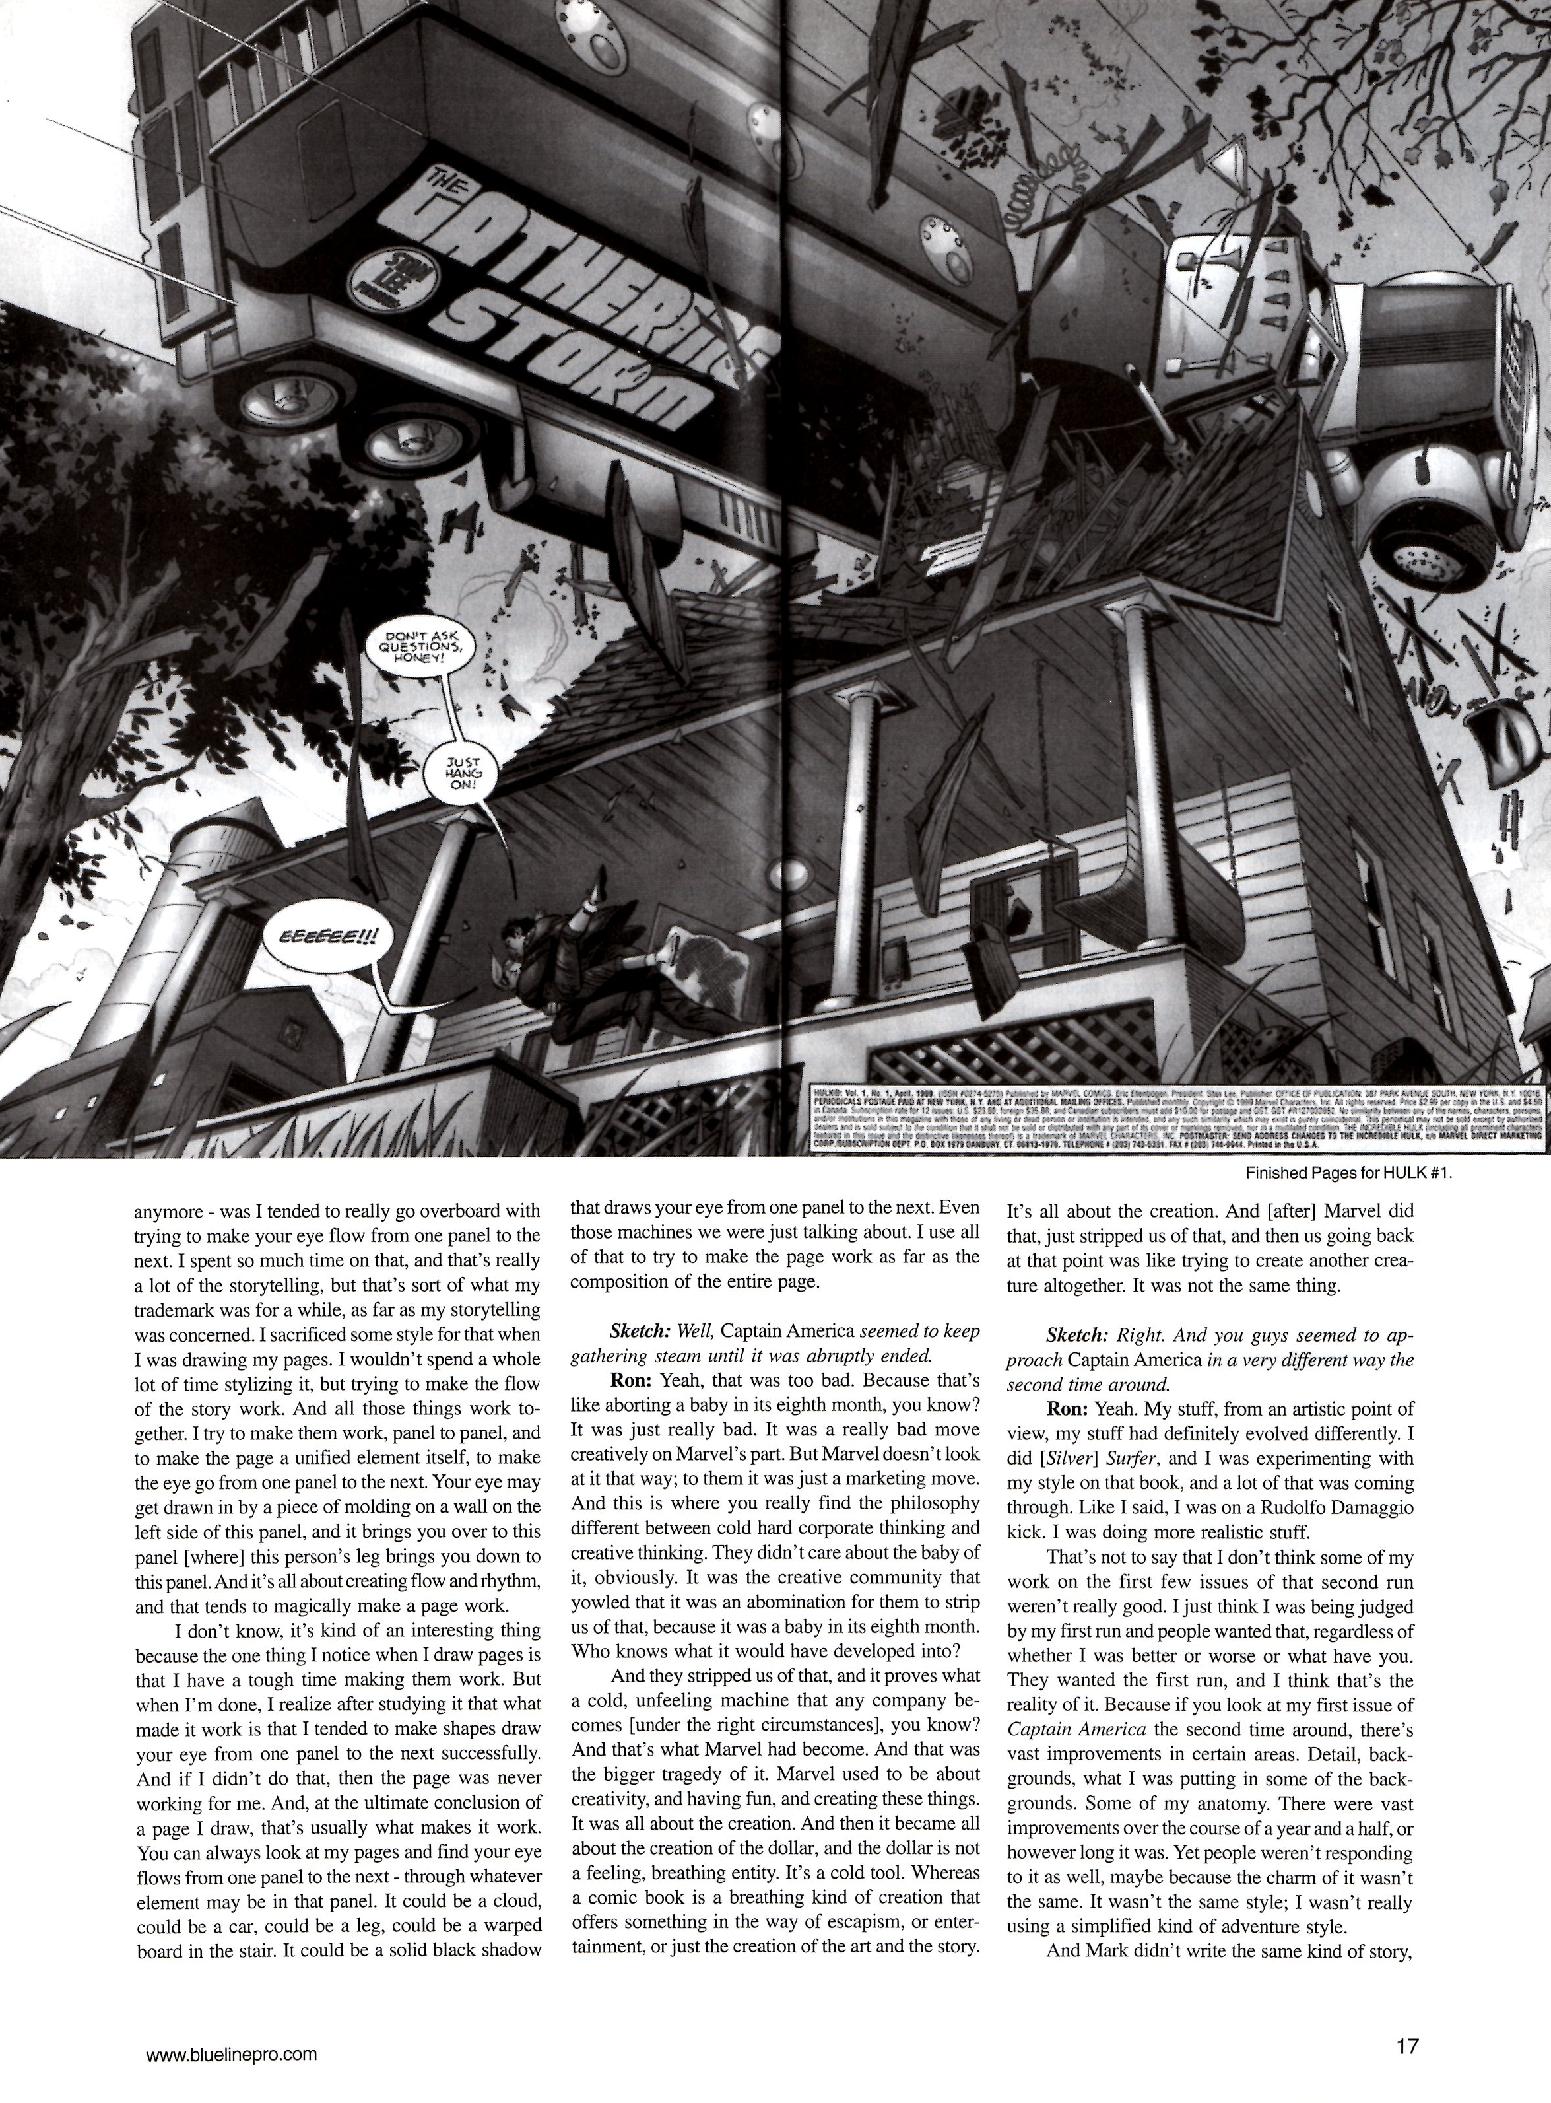 THE
GATHERING
STORM
STAN
LEE
DON'T ASK
QUESTIONS,
HONEY!
JUST
HANG
ON!
EEEEEEE!!!
HULK® Vol. 1, No. 1, April, 1999.
Finished Pages for HULK #1.
anymore - was I tended to really go overboard with
trying to make your eye flow from one panel to the
next. I spent so much time on that, and that's really
a lot of the storytelling, but that's sort of what my
trademark was for a while, as far as my storytelling
was concerned. I sacrificed some style for that when
I was drawing my pages. I wouldn't spend a whole
lot of time stylizing it, but trying to make the flow
of the story work. And all those things work to-
gether. I try to make them work, panel to panel, and
to make the page a unified element itself, to make
the eye go from one panel to the next. Your eye may
get drawn in by a piece of molding on a wall on the
left side of this panel, and it brings you over to this
panel [where] this person's leg brings you down to
this panel. And it's all about creating flow and rhythm,
and that tends to magically make a page work.
I don't know, it's kind of an interesting thing
because the one thing I notice when I draw pages is
that I have a tough time making them work. But
when I'm done, I realize after studying it that what
made it work is that I tended to make shapes draw
your eye from one panel to the next successfully.
And if I didn't do that, then the page was never
working for me. And, at the ultimate conclusion of
a page I draw, that's usually what makes it work.
You can always look at my pages and find your eye
flows from one panel to the next - through whatever
element may be in that panel. It could be a cloud,
could be a car, could be a leg, could be a warped
board in the stair. It could be a solid black shadow
that draws your eye from one panel to the next. Even
those machines we were just talking about. I use all
of that to try to make the page work as far as the
composition of the entire page.
Sketch: Well, Captain America seemed to keep
gathering steam until it was abruptly ended.
Ron: Yeah, that was too bad. Because that's
like aborting a baby in its eighth month, you know?
It was just really bad. It was a really bad move
creatively on Marvel's part. But Marvel doesn't look
at it that way; to them it was just a marketing move.
And this is where you really find the philosophy
different between cold hard corporate thinking and
creative thinking. They didn't care about the baby of
it, obviously. It was the creative community that
yowled that it was an abomination for them to strip
us of that, because it was a baby in its eighth month.
Who knows what it would have developed into?
And they stripped us of that, and it proves what
a cold, unfeeling machine that any company be-
comes [under the right circumstances], you know?
And that's what Marvel had become. And that was
the bigger tragedy of it. Marvel used to be about
creativity, and having fun, and creating these things.
It was all about the creation. And then it became all
about the creation of the dollar, and the dollar is not
a feeling, breathing entity. It's a cold tool. Whereas
a comic book is a breathing kind of creation that
offers something in the way of escapism, or enter-
tainment, or just the creation of the art and the story.
It's all about the creation. And [after] Marvel did
that, just stripped us of that, and then us going back
at that point was like trying to create another crea-
ture altogether. It was not the same thing.
Sketch: Right. And you guys seemed to ap-
proach Captain America in a very different way the
second time around.
Ron: Yeah. My stuff, from an artistic point of
view, my stuff had definitely evolved differently. I
did [Silver] Surfer, and I was experimenting with
my style on that book, and a lot of that was coming
through. Like I said, I was on a Rudolfo Damaggio
kick. I was doing more realistic stuff.
That's not to say that I don't think some of my
work on the first few issues of that second run
weren't really good. I just think I was being judged
by my first run and people wanted that, regardless of
whether I was better or worse or what have you.
They wanted the first run, and I think that's the
reality of it. Because if you look at my first issue of
Captain America the second time around, there's
vast improvements in certain areas. Detail, back-
grounds, what I was putting in some of the back-
grounds. Some of my anatomy. There were vast
improvements over the course of a year and a half, or
however long it was. Yet people weren't responding
to it as well, maybe because the charm of it wasn't
the same. It wasn't the same style; I wasn't really
using a simplified kind of adventure style.
And Mark didn't write the same kind of story,
www.bluelinepro.com
17